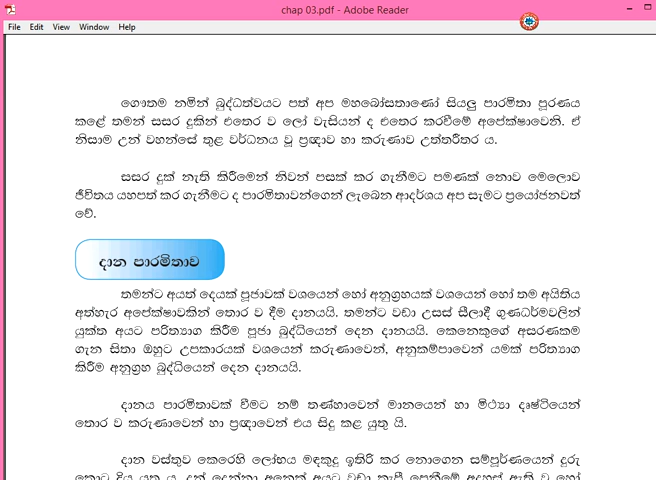 chap 03.pdf - Adobe Reader
File Edit View Window Help
ගෞතම නමින් බුද්ධත්වයට පත් අප මහබෝසතාණෝ සියලු පාරමිතා පූරණය
කළේ තමන් සසර දුකින් එතෙර ව ලෝ වැසියන් ද එතෙර කරවීමේ අපේක්ෂාවෙනි. ඒ
නිසාම උන් වහන්සේ තුළ වර්ධනය වූ ප්‍රඥාව හා කරුණාව උත්තරීතර ය.
සසර දුක් නැති කිරීමෙන් නිවන් පසක් කර ගැනීමට පමණක් නොව මෙලොව
ජීවිතය යහපත් කර ගැනීමට ද පාරමිතාවන්ගෙන් ලැබෙන ආදර්ශය අප සැමට ප්‍රයෝජනවත්
වේ.
දාන පාරමිතාව
තමන්ට අයත් දෙයක් පූජාවක් වශයෙන් හෝ අනුග්‍රහයක් වශයෙන් හෝ තම අයිතිය
අත්හැර අපේක්ෂාවකින් තොර ව දීම දානයයි. තමන්ට වඩා උසස් සීලාදී ගුණධර්මවලින්
යුක්ත අයට පරිත්‍යාග කිරීම පූජා බුද්ධියෙන් දෙන දානයයි. කෙනෙකුගේ අසරණකම
ගැන සිතා ඔහුට උපකාරයක් වශයෙන් කරුණාවෙන්, අනුකම්පාවෙන් යමක් පරිත්‍යාග
කිරීම අනුග්‍රහ බුද්ධියෙන් දෙන දානයයි.
දානය පාරමිතාවක් වීමට නම් තණ්හාවෙන් මානයෙන් හා මිථ්‍යා දෘෂ්ටියෙන්
තොර ව කරුණාවෙන් හා ප්‍රඥාවෙන් එය සිදු කළ යුතු යි.
දාන වස්තුව කෙරෙහි ලෝභය මඳකුදු ඉතිරි කර නොගෙන සම්පූර්ණයෙන් දුරු